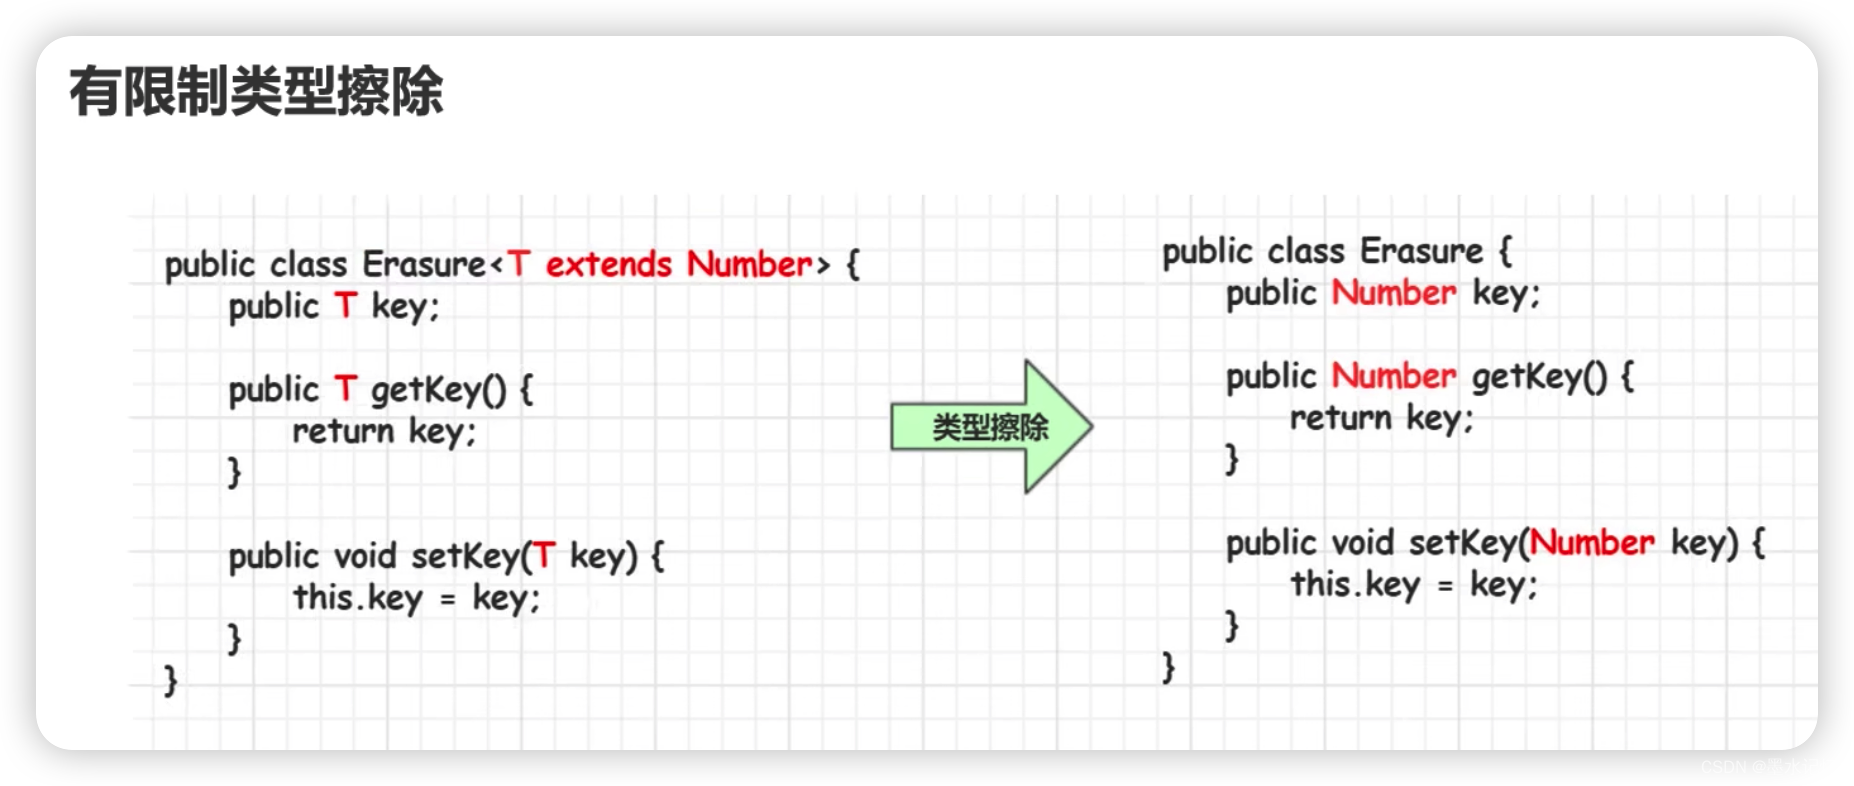 有限制类型擦除
public class Erasure<T extends Number> {
public T key;
public T getKey() {
return key;
}
public void setKey(T key) {
this.key = key;
}
}
类型擦除
public class Erasure {
public Number key;
public Number getKey() {
return key;
}
public void setKey(Number key) {
this.key = key;
}
}
CSDN